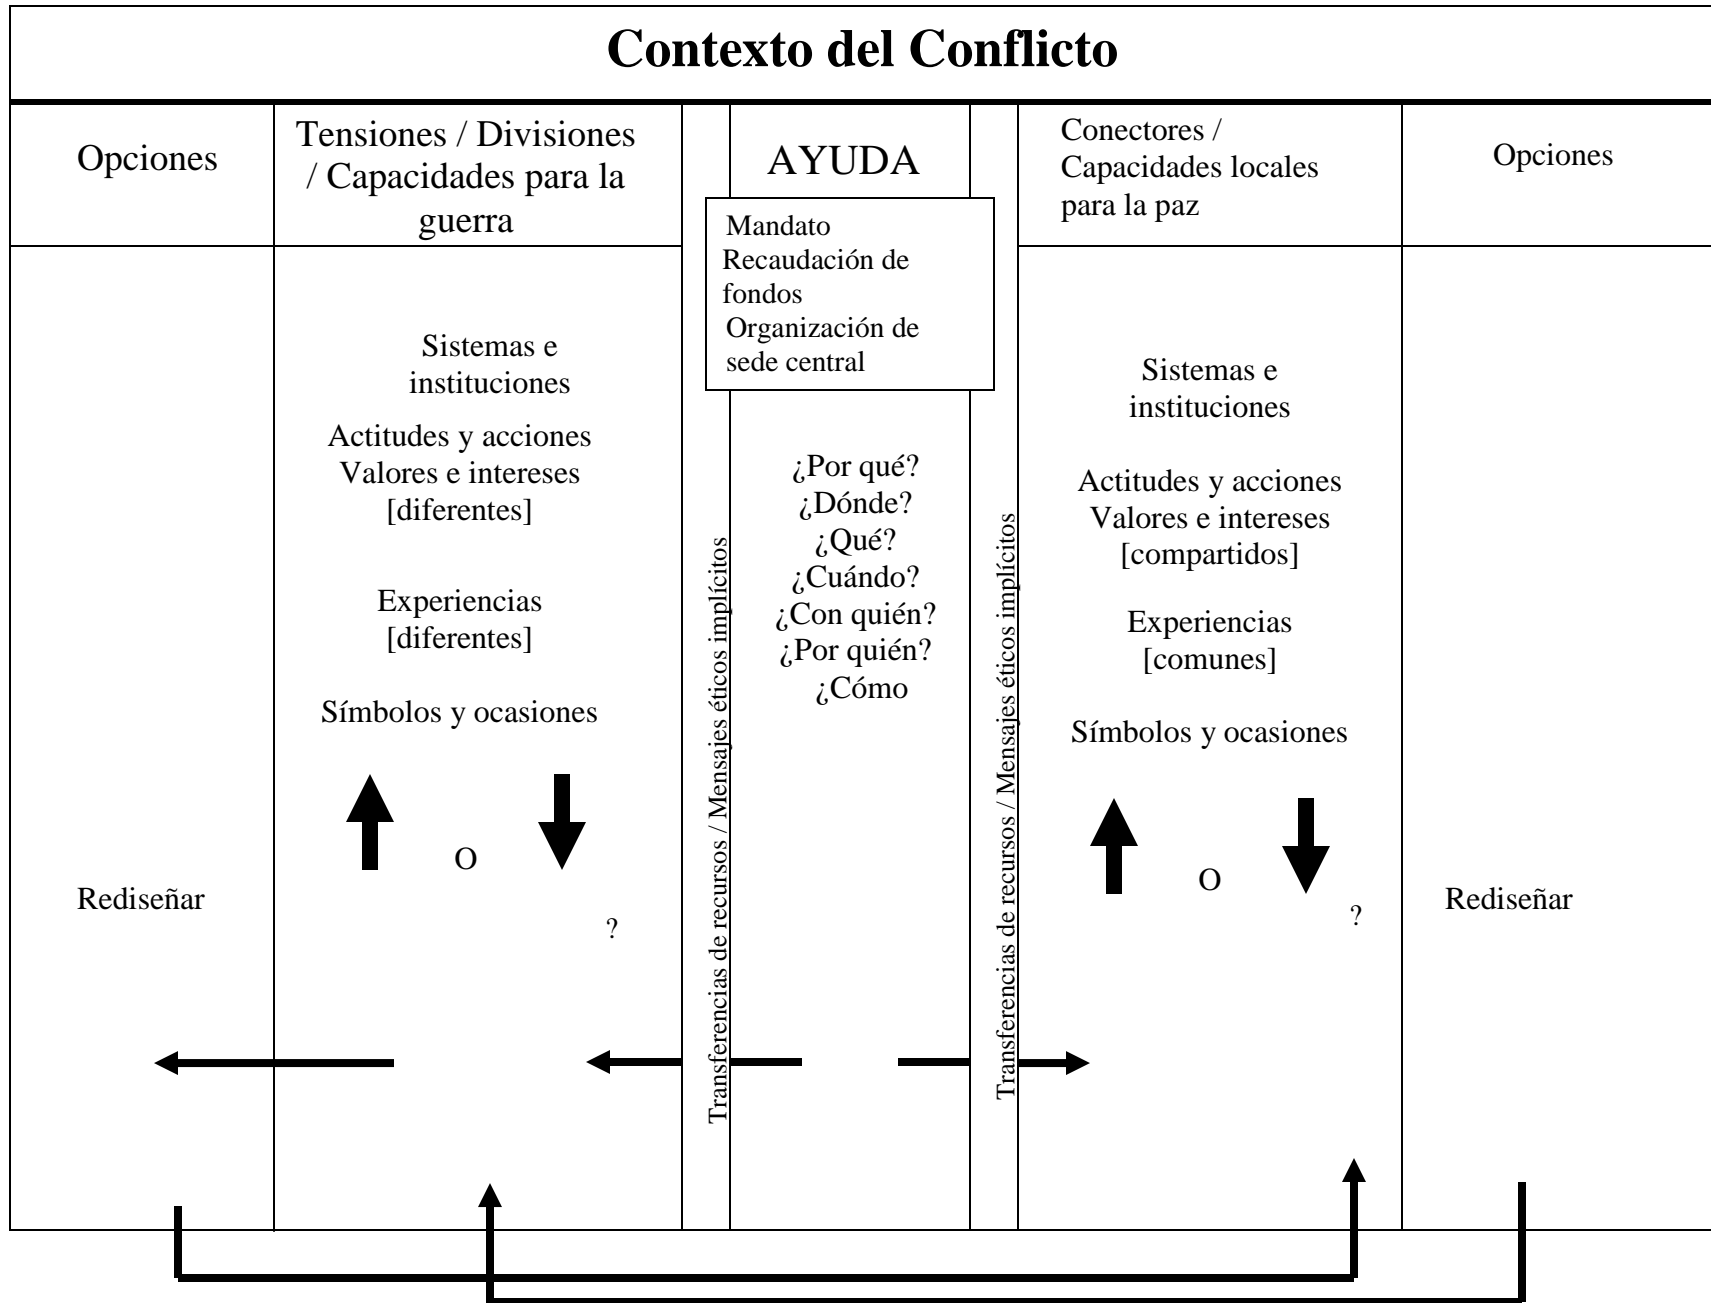 Contexto del Conflicto
Opciones
Tensiones / Divisiones
/ Capacidades para la
guerra
AYUDA
Conectores /
Capacidades locales
para la paz
Opciones
Mandato
Recaudación de
fondos
Organización de
sede central
Sistemas e
instituciones
Actitudes y acciones
Valores e intereses
[diferentes]
Experiencias
[diferentes]
Símbolos y ocasiones
O
?
Rediseñar
Transferencias de recursos / Mensajes éticos implícitos
¿Por qué?
¿Dónde?
¿Qué?
¿Cuándo?
¿Con quién?
¿Por quién?
¿Cómo
Transferencias de recursos / Mensajes éticos implícitos
Sistemas e
instituciones
Actitudes y acciones
Valores e intereses
[compartidos]
Experiencias
[comunes]
Símbolos y ocasiones
O
?
Rediseñar